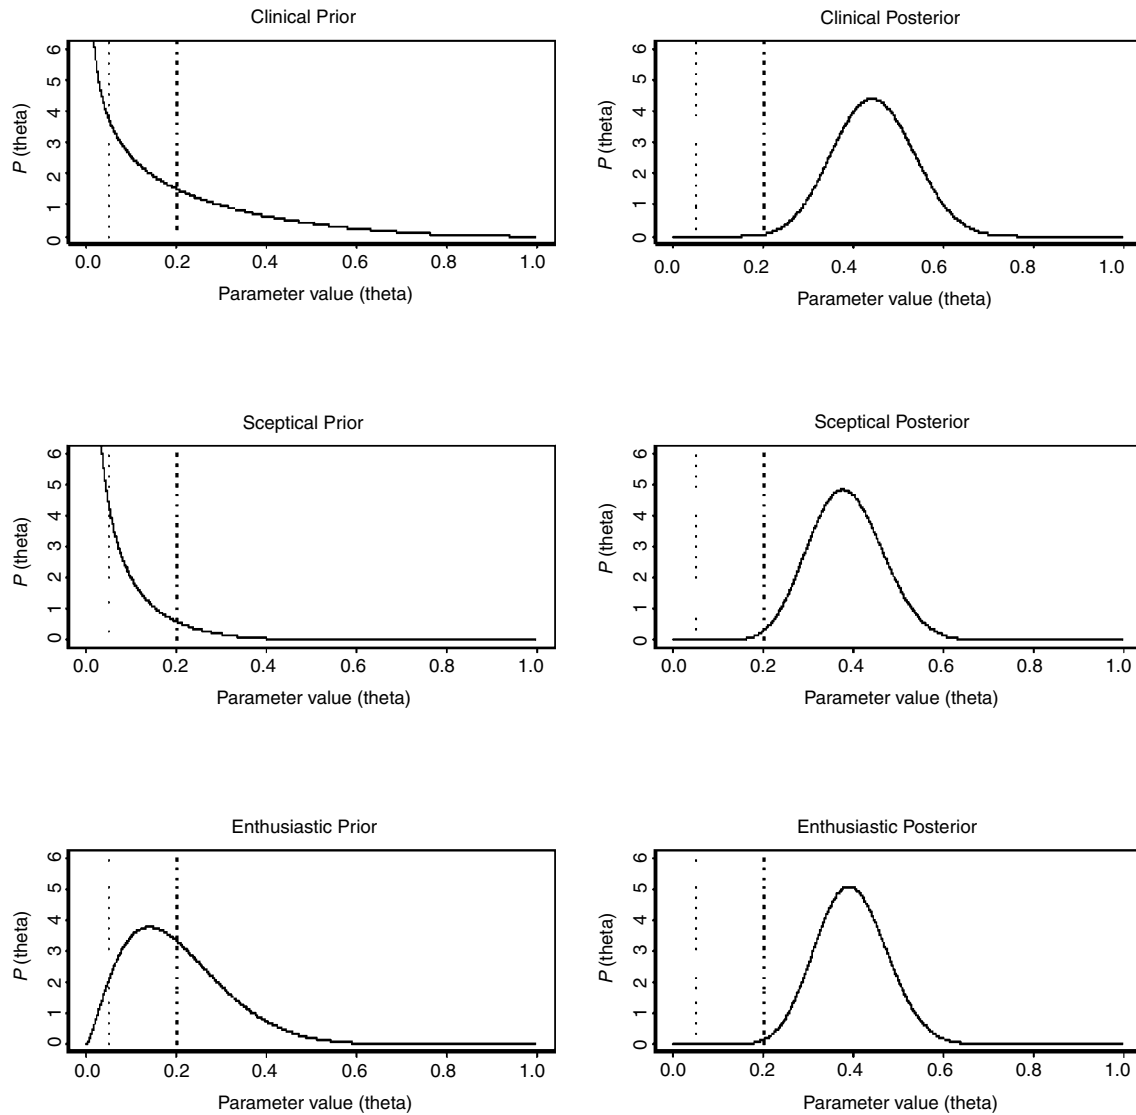 Clinical Prior
P (theta)
0 1 2 3 4 5 6
0.0 0.2 0.4 0.6 0.8 1.0
Parameter value (theta)
Clinical Posterior
P (theta)
0 1 2 3 4 5 6
0.0 0.2 0.4 0.6 0.8 1.0
Parameter value (theta)
Sceptical Prior
P (theta)
0 1 2 3 4 5 6
0.0 0.2 0.4 0.6 0.8 1.0
Parameter value (theta)
Sceptical Posterior
P (theta)
0 1 2 3 4 5 6
0.0 0.2 0.4 0.6 0.8 1.0
Parameter value (theta)
Enthusiastic Prior
P (theta)
0 1 2 3 4 5 6
0.0 0.2 0.4 0.6 0.8 1.0
Parameter value (theta)
Enthusiastic Posterior
P (theta)
0 1 2 3 4 5 6
0.0 0.2 0.4 0.6 0.8 1.0
Parameter value (theta)